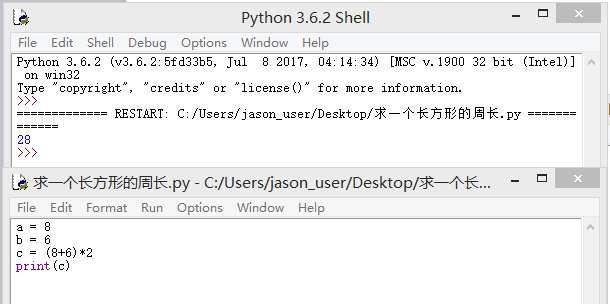 Python 3.6.2 Shell
File Edit Shell Debug Options Window Help
Python 3.6.2 (v3.6.2:5fd33b5, Jul  8 2017, 04:14:34) [MSC v.1900 32 bit (Intel)]
 on win32
Type "copyright", "credits" or "license()" for more information.
>>>
============= RESTART: C:/Users/jason_user/Desktop/求一个长方形的周长.py =======
======
28
>>>
求一个长方形的周长.py - C:/Users/jason_user/Desktop/求一个长...
File Edit Format Run Options Window Help
a = 8
b = 6
c = (8+6)*2
print(c)